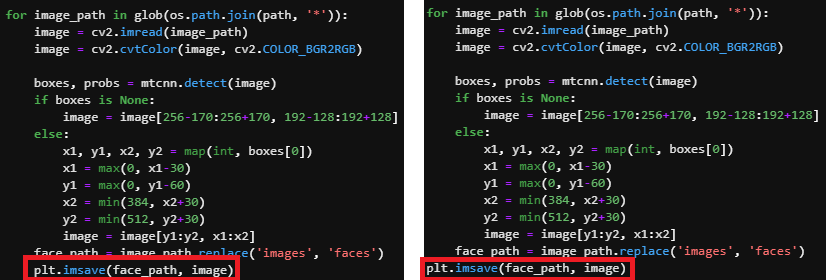 for image_path in glob(os.path.join(path, '*')):
    image = cv2.imread(image_path)
    image = cv2.cvtColor(image, cv2.COLOR_BGR2RGB)
    boxes, probs = mtcnn.detect(image)
    if boxes is None:
        image = image[256-170:256+170, 192-128:192+128]
    else:
        x1, y1, x2, y2 = map(int, boxes[0])
        x1 = max(0, x1-30)
        y1 = max(0, y1-60)
        x2 = min(384, x2+30)
        y2 = min(512, y2+30)
        image = image[y1:y2, x1:x2]
    face_path = image_path.replace('images', 'faces')
    plt.imsave(face_path, image)
for image_path in glob(os.path.join(path, '*')):
    image = cv2.imread(image_path)
    image = cv2.cvtColor(image, cv2.COLOR_BGR2RGB)
    boxes, probs = mtcnn.detect(image)
    if boxes is None:
        image = image[256-170:256+170, 192-128:192+128]
    else:
        x1, y1, x2, y2 = map(int, boxes[0])
        x1 = max(0, x1-30)
        y1 = max(0, y1-60)
        x2 = min(384, x2+30)
        y2 = min(512, y2+30)
        image = image[y1:y2, x1:x2]
    face_path = image_path.replace('images', 'faces')
plt.imsave(face_path, image)